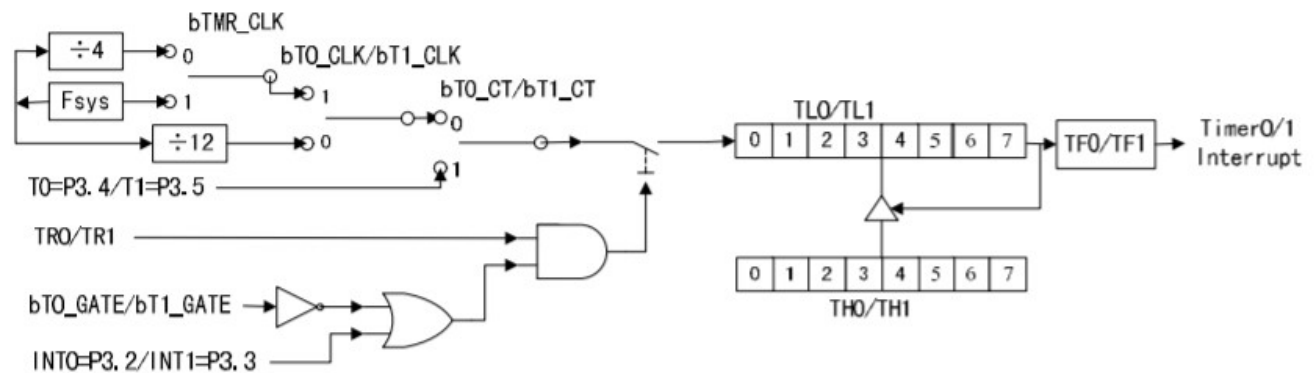 bTMR_CLK
÷4
0
bT0_CLK/bT1_CLK
Fsys
1
1
bT0_CT/bT1_CT
0
÷12
0
1
T0=P3.4/T1=P3.5
TL0/TL1
0 1 2 3 4 5 6 7
TF0/TF1
Timer0/1
Interrupt
TR0/TR1
0 1 2 3 4 5 6 7
TH0/TH1
bT0_GATE/bT1_GATE
INT0=P3.2/INT1=P3.3